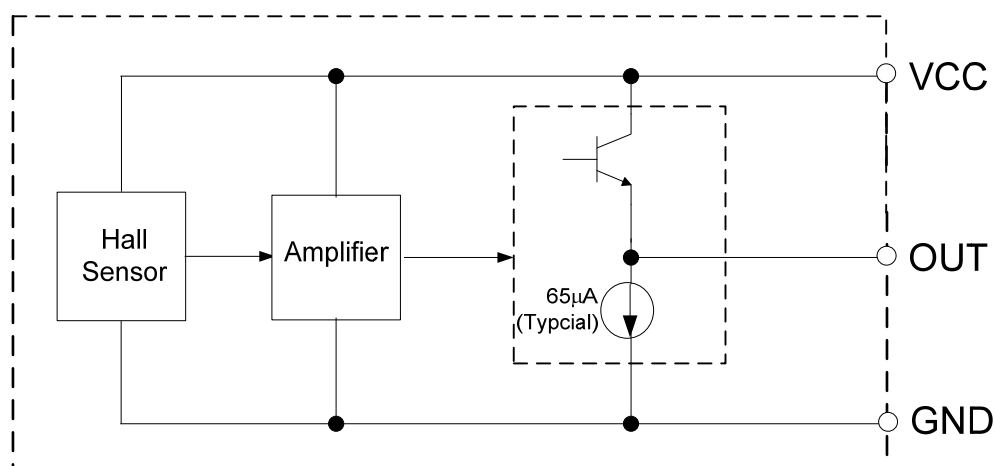 VCC
Hall
Sensor
Amplifier
OUT
65μA
(Typcial)
GND